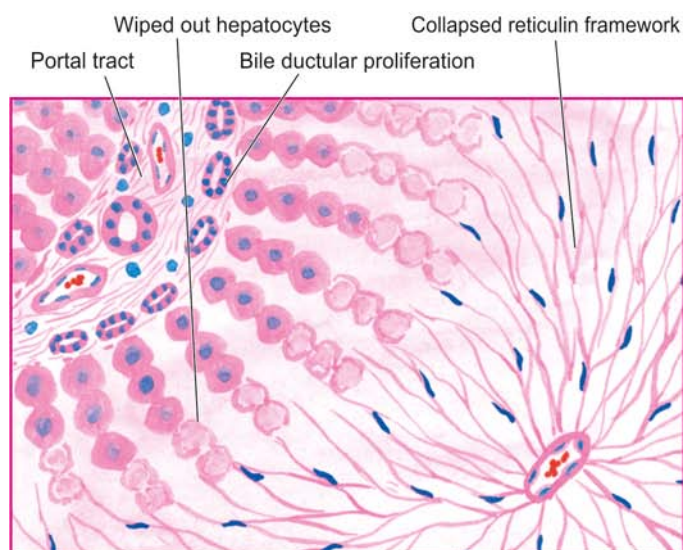 Wiped out hepatocytes
Collapsed reticulin framework
Portal tract
Bile ductular proliferation